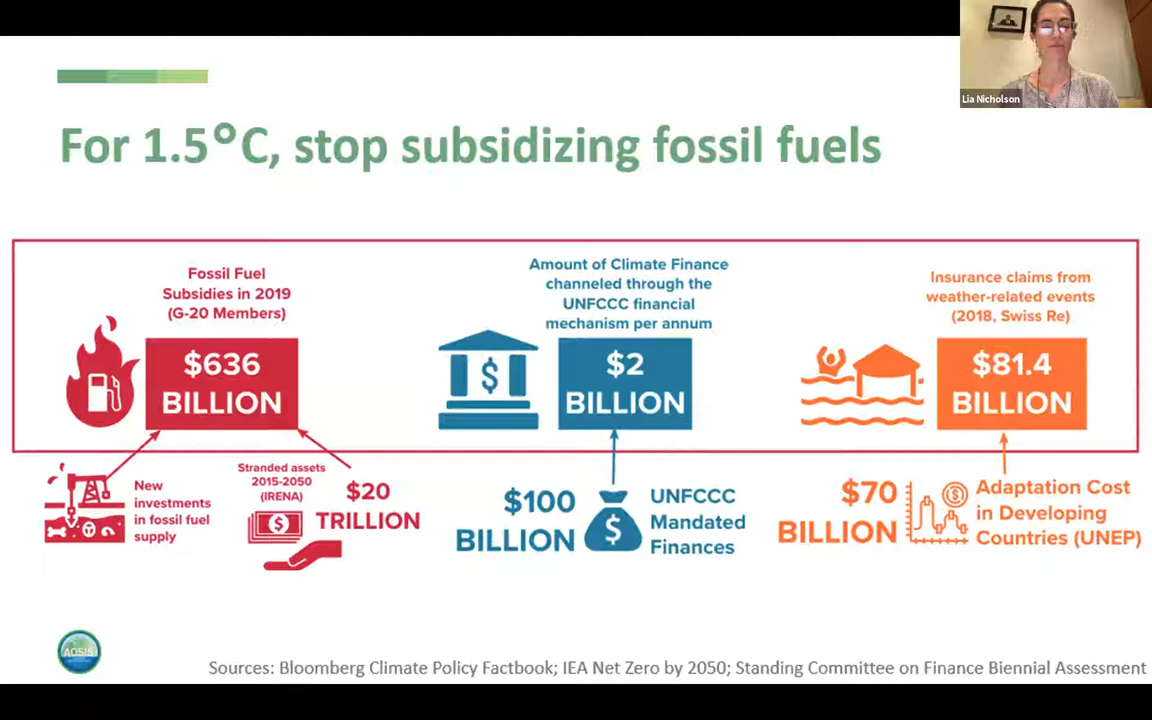 Lia Nicholson
For 1.5°C, stop subsidizing fossil fuels
Fossil Fuel
Subsidies in 2019
(G-20 Members)
$636
BILLION
Amount of Climate Finance
channeled through the
UNFCCC financial
mechanism per annum
$2
BILLION
Insurance claims from
weather-related events
(2018, Swiss Re)
$81.4
BILLION
New
investments
in fossil fuel
supply
Stranded assets
2015-2050
(IRENA)
$20
TRILLION
$100
BILLION
UNFCCC
Mandated
Finances
$70
BILLION
Adaptation Cost
in Developing
Countries (UNEP)
AOSIS
Sources: Bloomberg Climate Policy Factbook; IEA Net Zero by 2050; Standing Committee on Finance Biennial Assessment